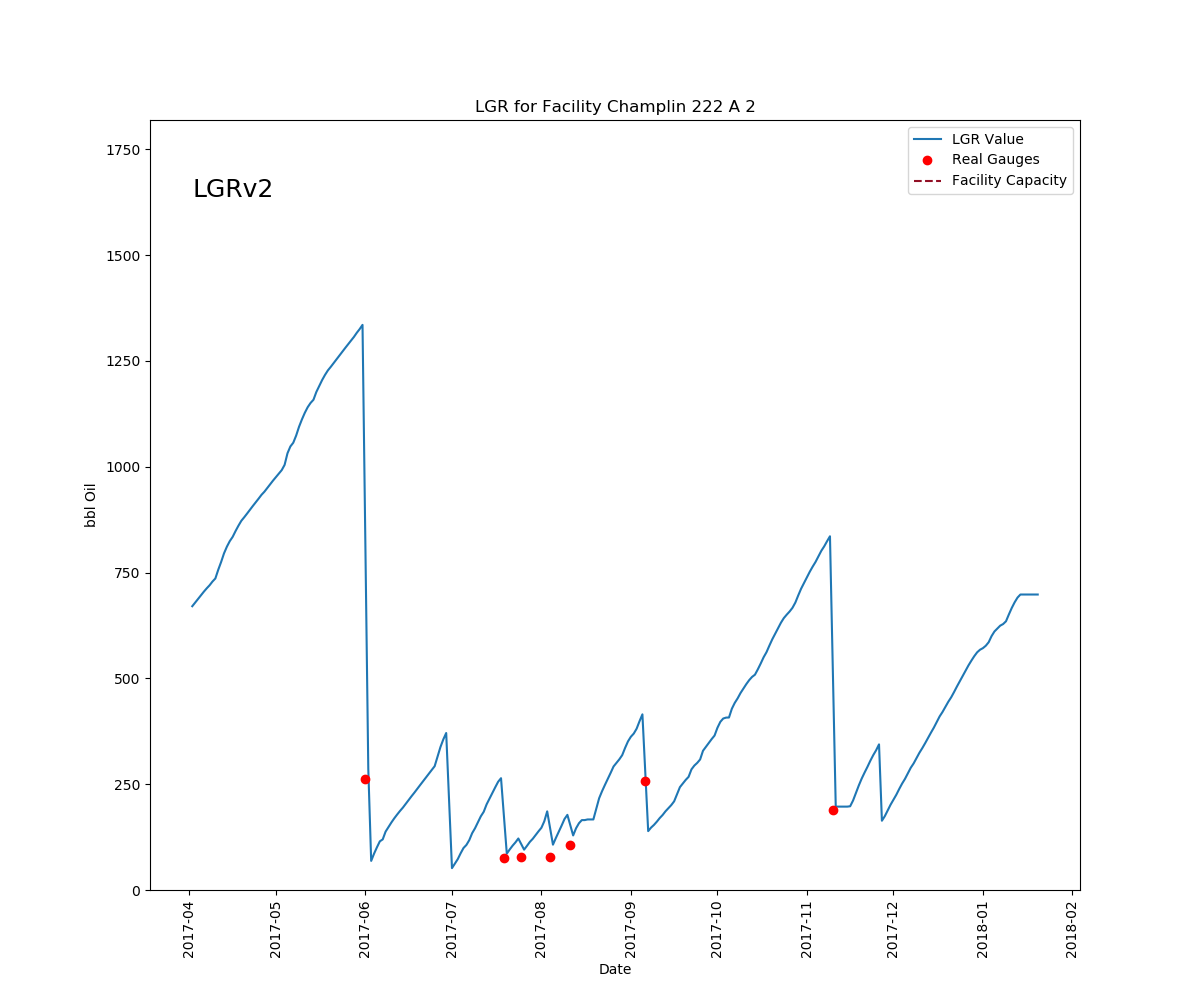 LGR for Facility Champlin 222 A 2
LGRv2
LGR Value
Real Gauges
Facility Capacity
bbl Oil
1750
1500
1250
1000
750
500
250
0
2017-04
2017-05
2017-06
2017-07
2017-08
2017-09
2017-10
2017-11
2017-12
2018-01
2018-02
Date